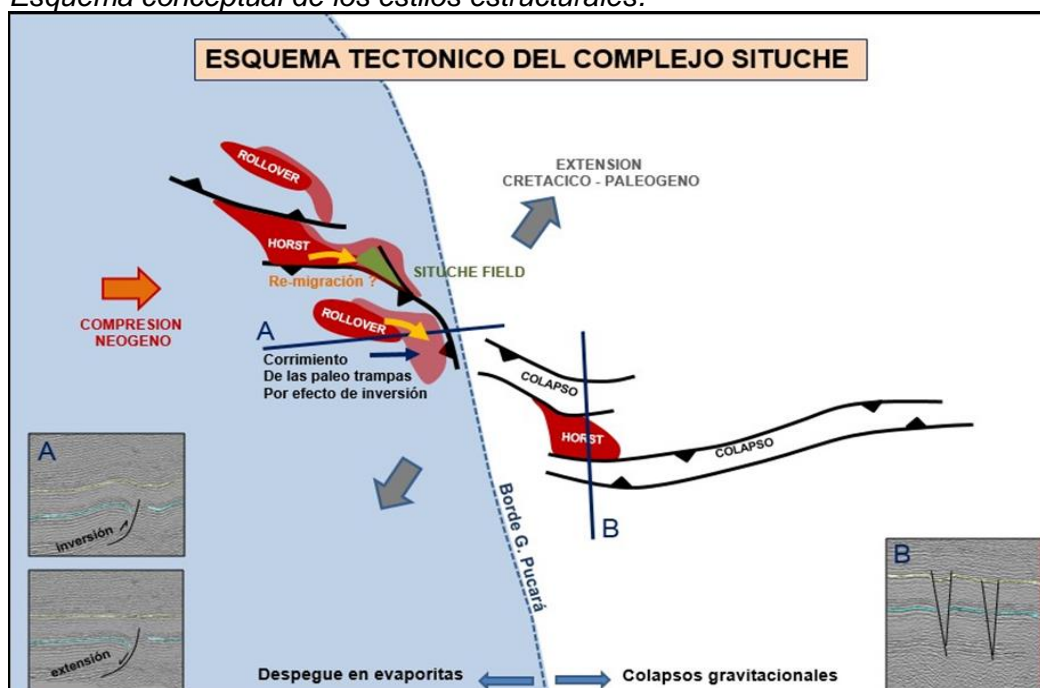 Esquema conceptual de los estilos estructurales.
ESQUEMA TECTONICO DEL COMPLEJO SITUCHE
ROLLOVER
EXTENSION
CRETACICO - PALEOGENO
HORST
SITUCHE FIELD
Re-migración ?
COMPRESION
NEOGENO
ROLLOVER
A
Corrimiento
De las paleo trampas
Por efecto de inversión
COLAPSO
HORST
COLAPSO
B
A
inversión
extensión
Borde G. Pucará
B
Despegue en evaporitas
Colapsos gravitacionales